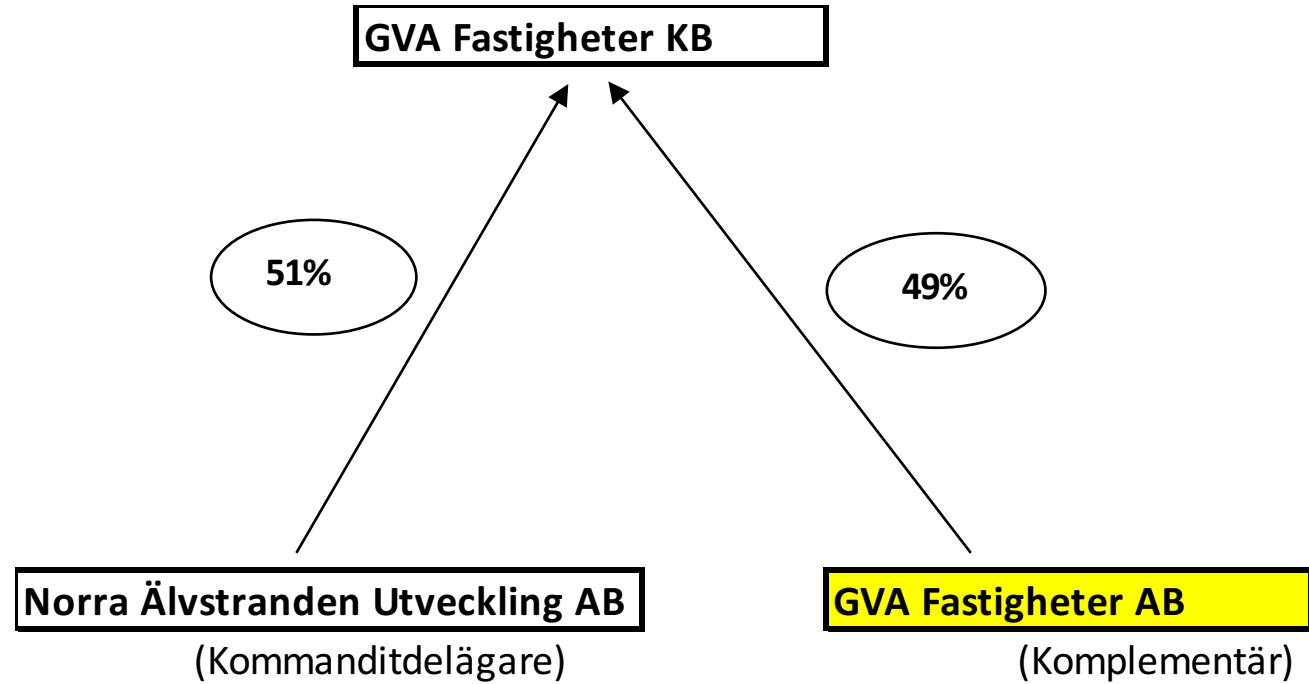 GVA Fastigheter KB
51%
49%
Norra Älvstranden Utveckling AB
GVA Fastigheter AB
(Kommanditdelägare)
(Komplementär)